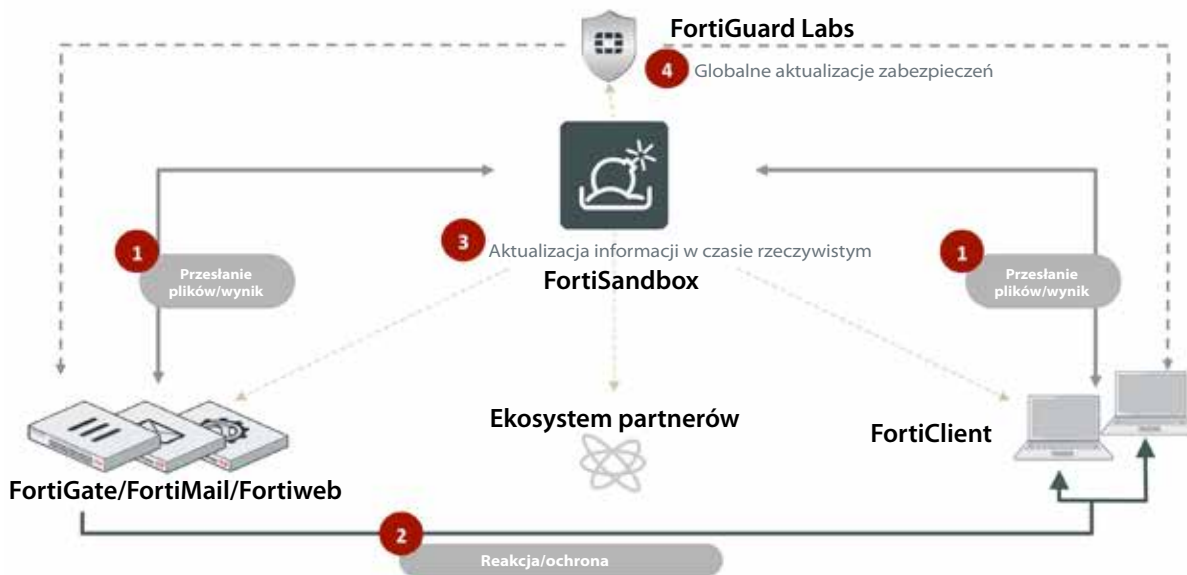 FortiGuard Labs
4 Globalne aktualizacje zabezpieczeń
1
Przesłanie
plików/wynik
3 Aktualizacja informacji w czasie rzeczywistym
FortiSandbox
1
Przesłanie
plików/wynik
Ekosystem partnerów
FortiClient
FortiGate/FortiMail/Fortiweb
2
Reakcja/ochrona